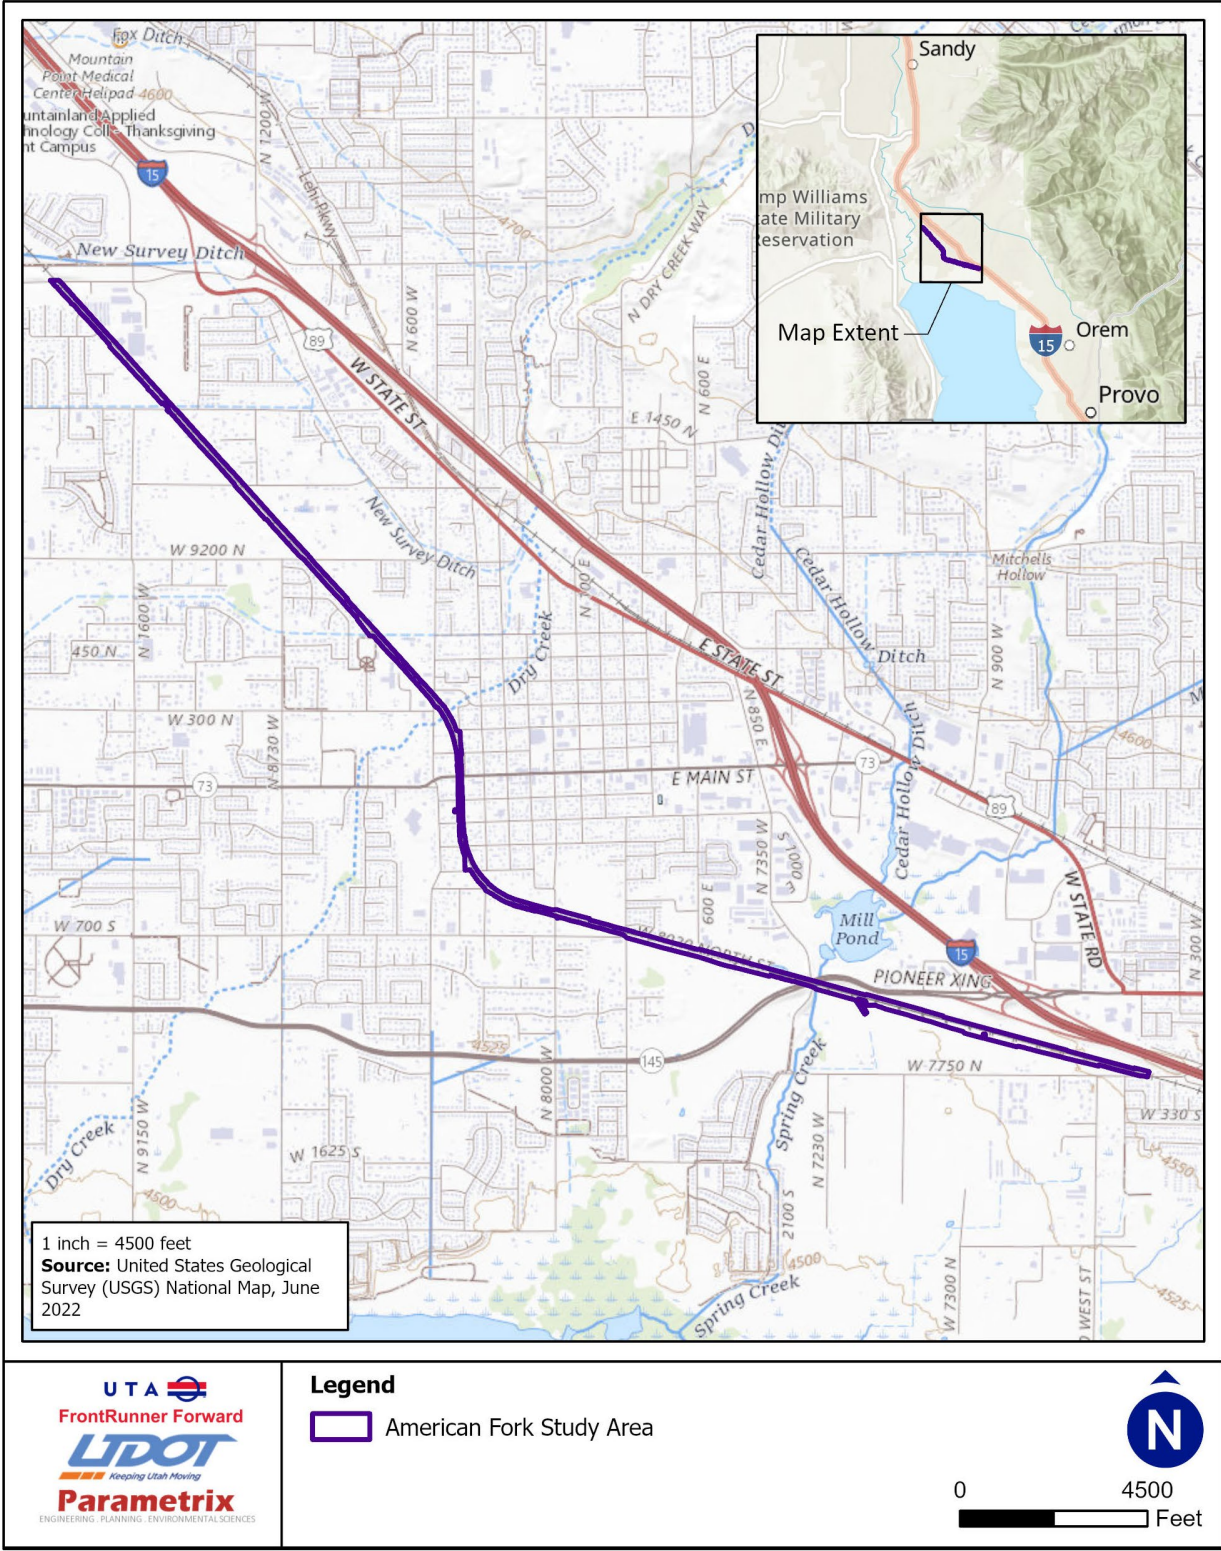 Fox Ditch
Mountain
Point Medical
Center Helipad
4600
untainland Applied
hnology Coll - Thanksgiving
nt Campus
N 1200 W
Lehi Pkwy
15
4700
New Survey Ditch
N 600 W
89
W STATE ST
N DRY CREEK WAY
N 600 E
E 1450 N
Sandy
mp Williams
ate Military
eservation
Map Extent
15
Orem
Provo
New Survey Ditch
Cedar Hollow
W 9200 N
N 1600 W
N 300 E
Cedar Hollow
Ditch
Mitchells
Hollow
450 N
Dry Creek
E STATE ST
N 900 W
W 300 N
N 8730 W
N 850 E
Cedar Hollow Ditch
4600
73
E MAIN ST
73
89
N 7350 W
1000 E
S
600 E
W 700 S
W 8020 NORTH ST
Mill
Pond
15
W STATE RD
N 300 W
PIONEER XING
4525
145
N 8000 W
Spring Creek
W 7750 N
W 330 S
N 9150 W
Dry Creek
W 1625 S
N 7230 W
4550
4500
2100 S
4500
Spring Creek
W 7300 N
4525
WEST ST
1 inch = 4500 feet
Source: United States Geological
Survey (USGS) National Map, June
2022
UTA
FrontRunner Forward
UDOT
Keeping Utah Moving
Parametrix
ENGINEERING . PLANNING . ENVIRONMENTAL SCIENCES
Legend
American Fork Study Area
N
0 4500
Feet